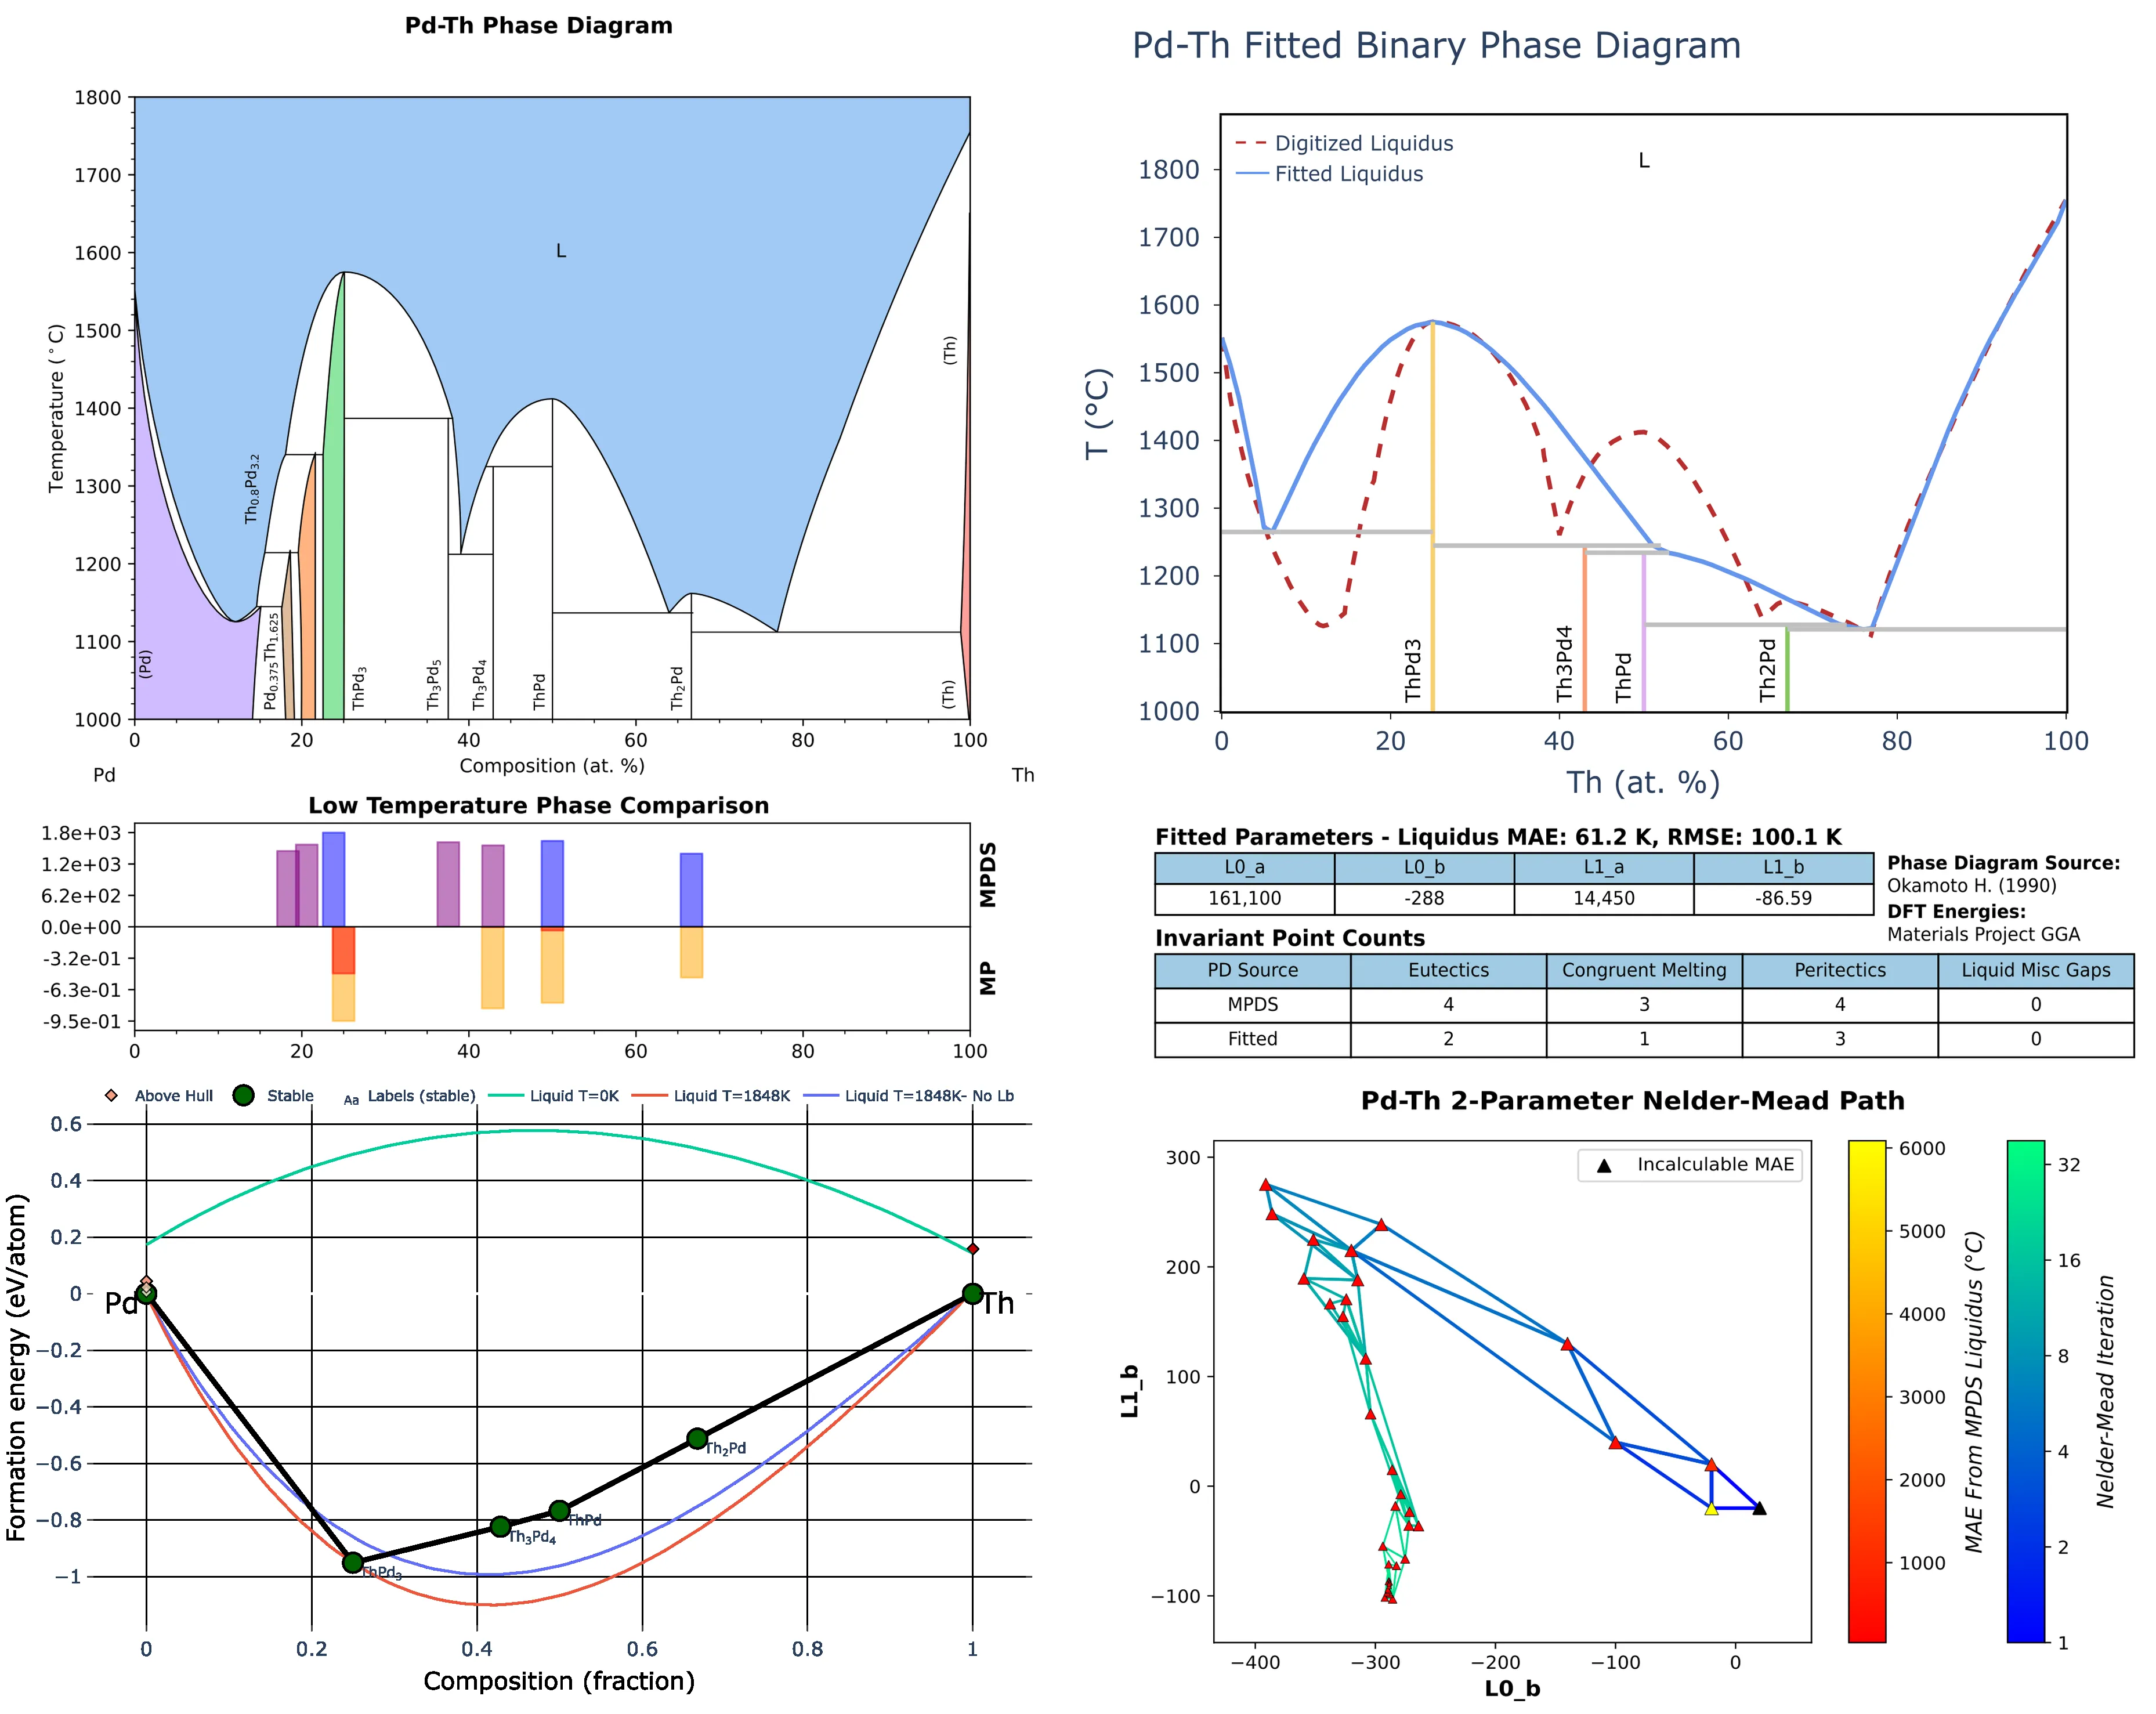 Pd-Th Phase Diagram
1800
1700
1600
1500
1400
1300
1200
1100
1000
Temperature (°C)
L
(Pd)
Th0.8Pd3.2
Pd0.375Th1.625
ThPd3
Th3Pd5
Th3Pd4
ThPd
Th2Pd
(Th)
(Th)
0 20 40 60 80 100
Composition (at. %)
Pd Th
Low Temperature Phase Comparison
1.8e+03
1.2e+03
6.2e+02
0.0e+00
-3.2e-01
-6.3e-01
-9.5e-01
MPDS
MP
0 20 40 60 80 100
Above Hull Stable Aa Labels (stable) Liquid T=0K Liquid T=1848K Liquid T=1848K- No Lb
0.6
0.4
0.2
0
−0.2
−0.4
−0.6
−0.8
−1
Formation energy (eV/atom)
Pd
Th
ThPd3
Th3Pd4
ThPd
Th2Pd
0 0.2 0.4 0.6 0.8 1
Composition (fraction)
Pd-Th Fitted Binary Phase Diagram
Digitized Liquidus
Fitted Liquidus
L
1800
1700
1600
1500
1400
1300
1200
1100
1000
T (°C)
ThPd3
Th3Pd4
ThPd
Th2Pd
0 20 40 60 80 100
Th (at. %)
Fitted Parameters - Liquidus MAE: 61.2 K, RMSE: 100.1 K
L0_a L0_b L1_a L1_b
161,100 -288 14,450 -86.59
Phase Diagram Source:
Okamoto H. (1990)
DFT Energies:
Materials Project GGA
Invariant Point Counts
PD Source Eutectics Congruent Melting Peritectics Liquid Misc Gaps
MPDS 4 3 4 0
Fitted 2 1 3 0
Pd-Th 2-Parameter Nelder-Mead Path
Incalculable MAE
300
200
100
0
−100
L1_b
−400 −300 −200 −100 0
L0_b
6000
5000
4000
3000
2000
1000
MAE From MPDS Liquidus (°C)
32
16
8
4
2
1
Nelder-Mead Iteration